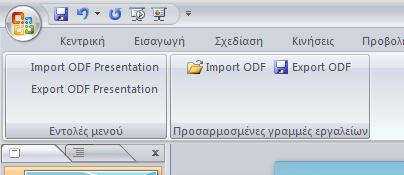 Κεντρική Εισαγωγή Σχεδίαση Κινήσεις Προβολή
Import ODF Presentation
Export ODF Presentation
Import ODF Export ODF
Εντολές μενού Προσαρμοσμένες γραμμές εργαλείων